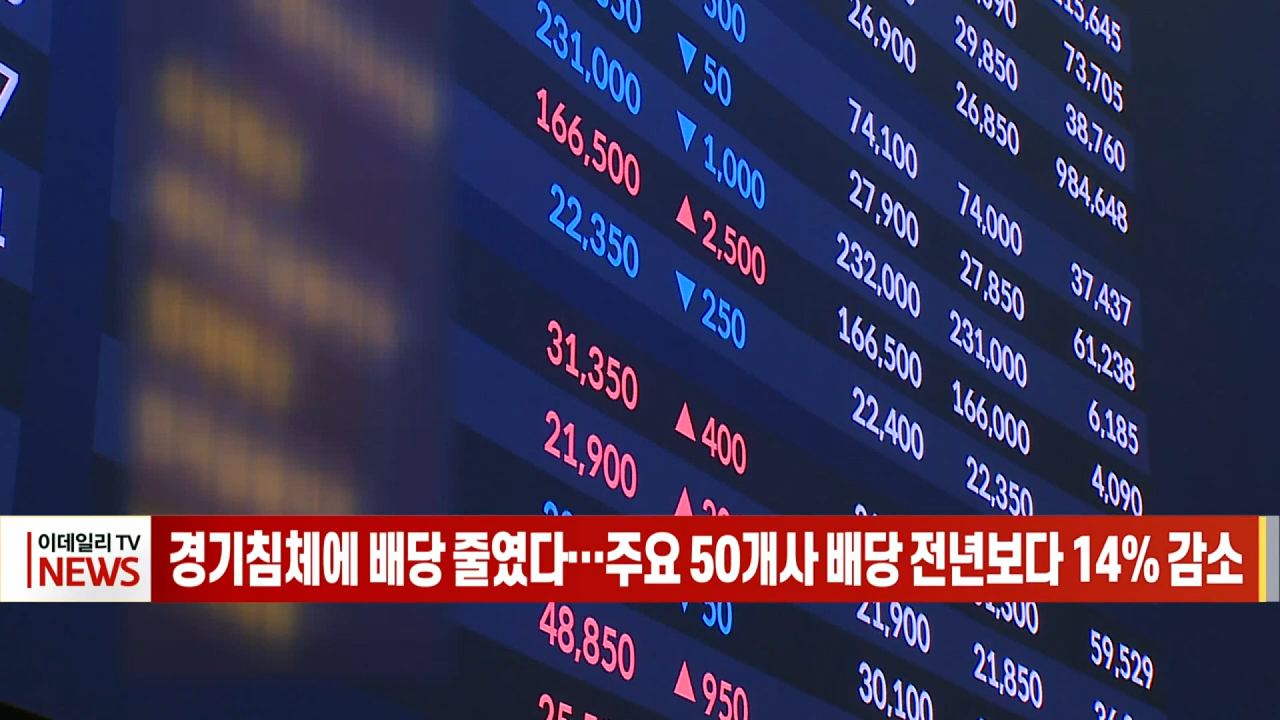 231,000 ▼50
166,500 ▼1,000 26,900 29,850 73,705
22,350 ▲2,500 74,100 26,850 38,760
▼250 27,900 74,000 984,648
31,350 232,000 27,850 37,437
21,900 ▲400 166,500 231,000 61,238
22,400 166,000 6,185
22,350 4,090
이데일리 TV
NEWS
경기침체에 배당 줄였다…주요 50개사 배당 전년보다 14% 감소
48,850 ▼50 21,900 59,529
▲950 30,100 21,850